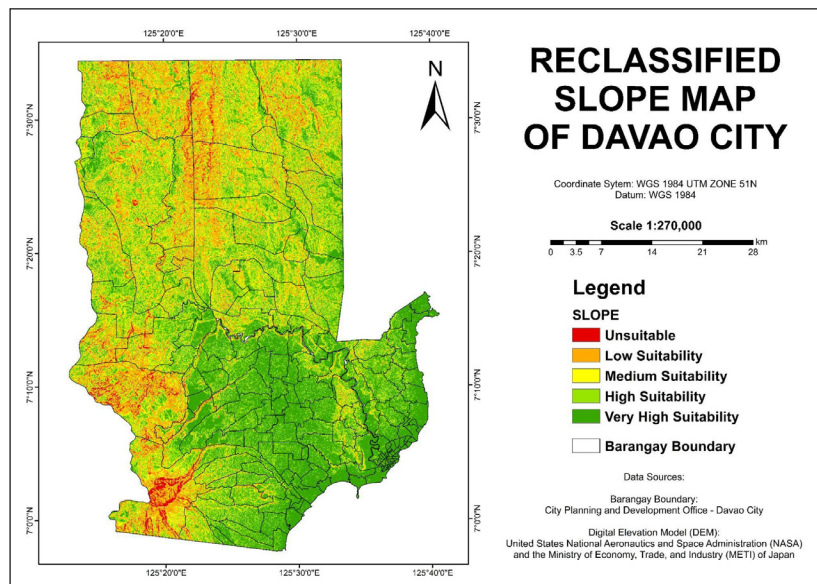 125°20'0"E 125°30'0"E 125°40'0"E
7°30'0"N
7°20'0"N
7°10'0"N
7°0'0"N
N
7°30'0"N
7°20'0"N
7°10'0"N
7°0'0"N
125°20'0"E 125°30'0"E 125°40'0"E
RECLASSIFIED
SLOPE MAP
OF DAVAO CITY
Coordinate Sytem: WGS 1984 UTM ZONE 51N
Datum: WGS 1984
Scale 1:270,000
km
0 3.5 7 14 21 28
Legend
SLOPE
Unsuitable
Low Suitability
Medium Suitability
High Suitability
Very High Suitability
Barangay Boundary
Data Sources:
Barangay Boundary:
City Planning and Development Office - Davao City
Digital Elevation Model (DEM):
United States National Aeronautics and Space Administration (NASA)
and the Ministry of Economy, Trade, and Industry (METI) of Japan